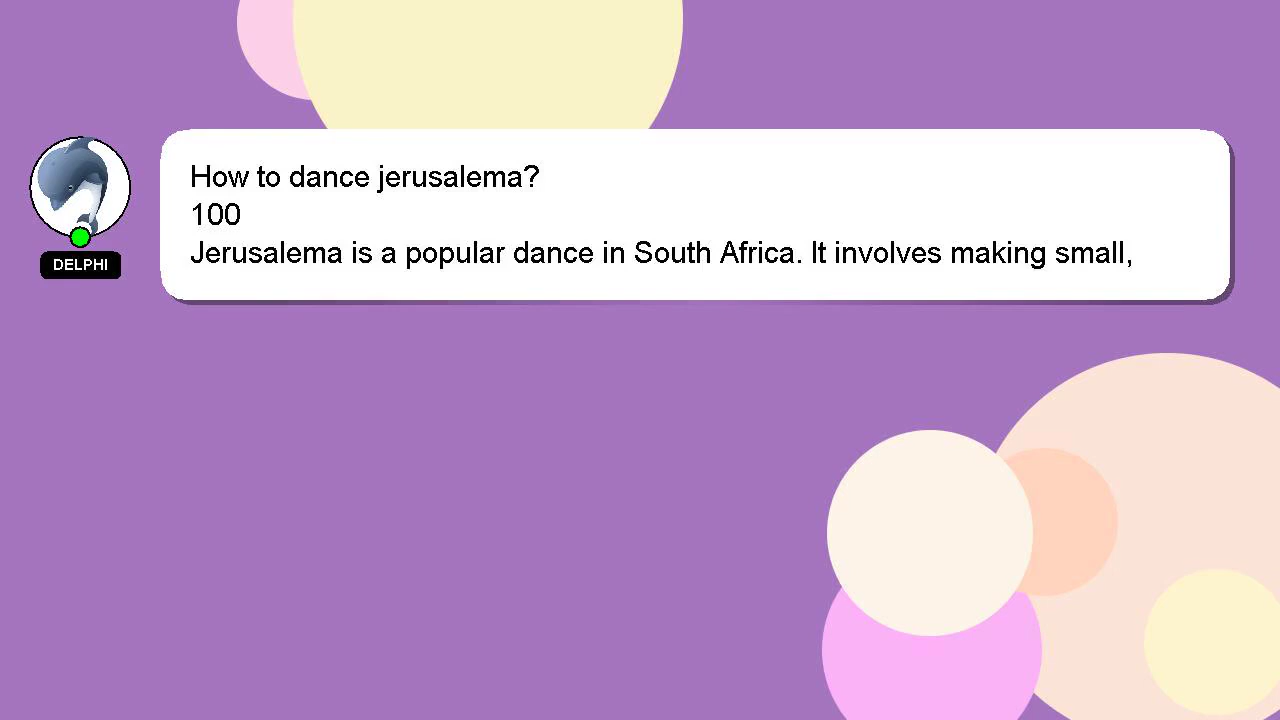 How to dance jerusalema?
100
Jerusalema is a popular dance in South Africa. It involves making small,
DELPHI